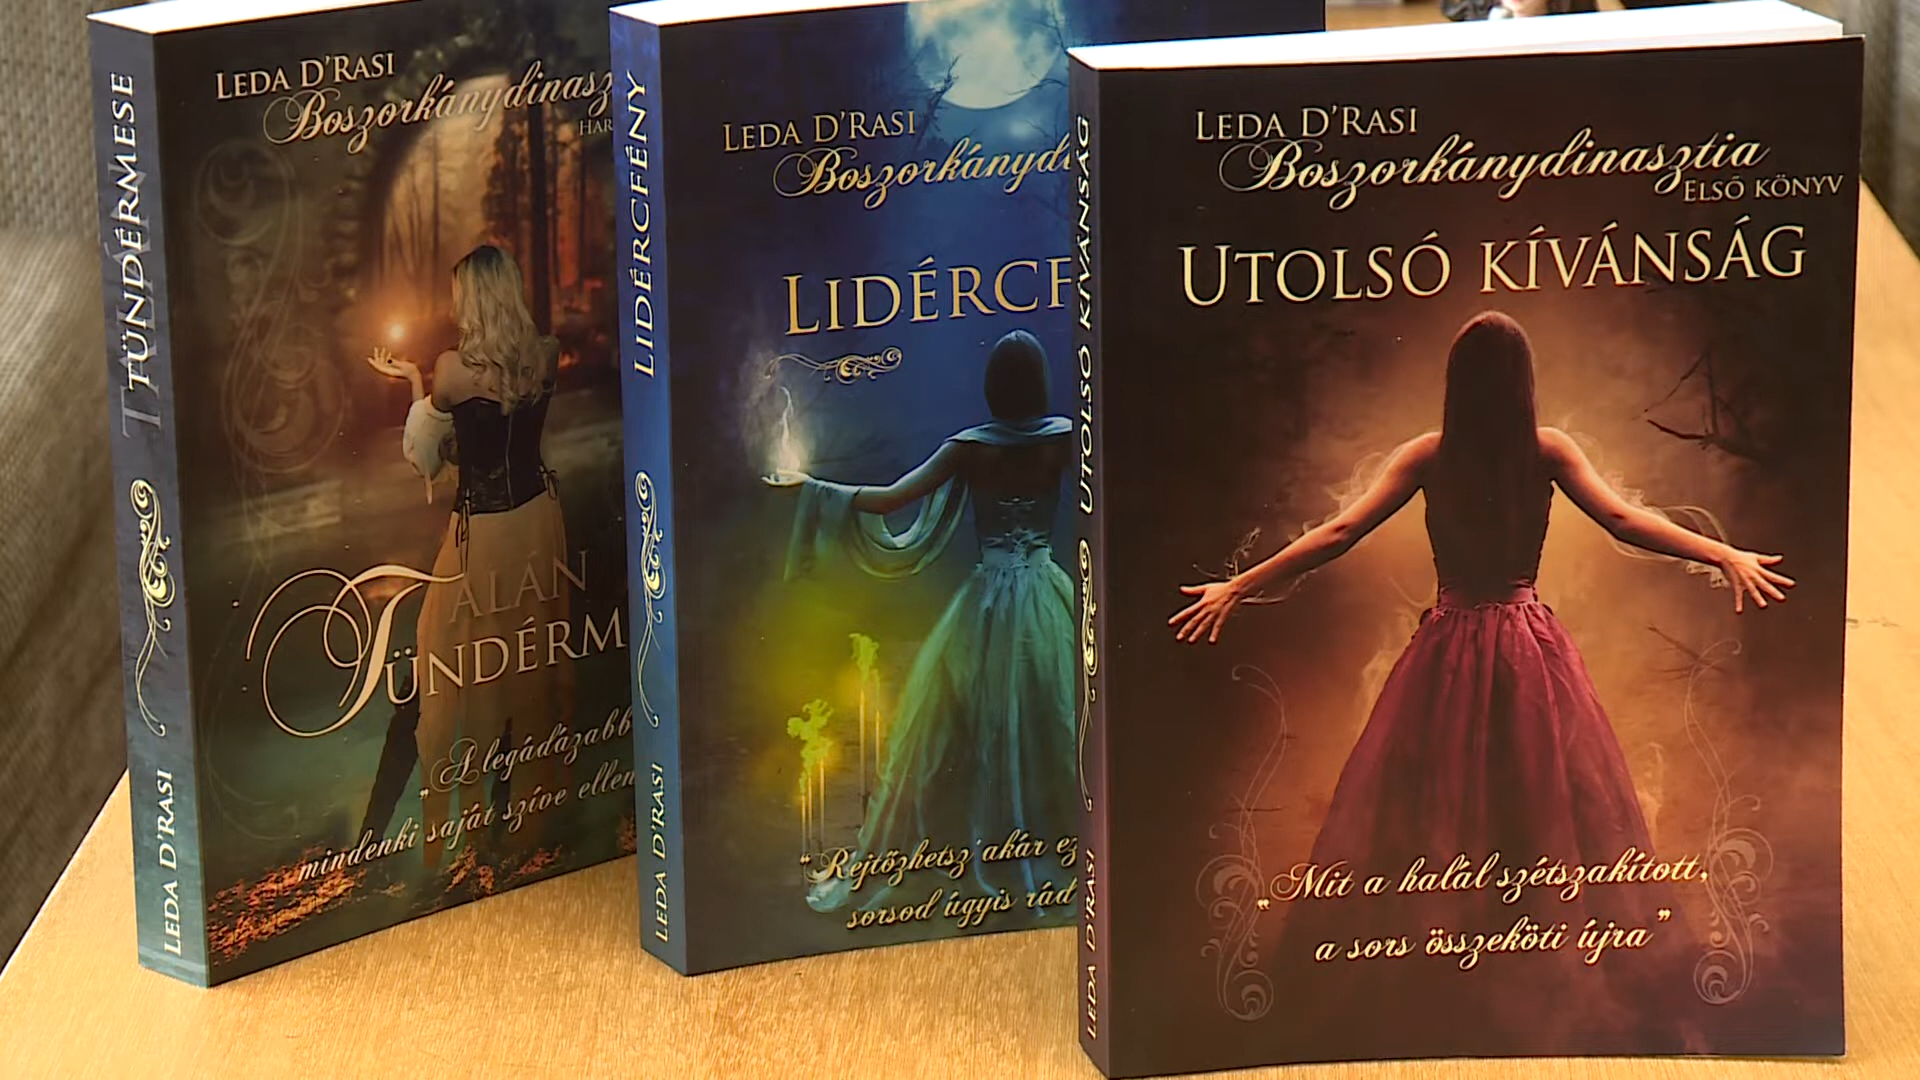 TÜNDÉRMESE
LEDA D'RASI
LEDA D'RASI
Boszorkánydinasz
HAR
TALÁN
TÜNDÉRM
„A legádázabb
mindenki saját szíve ellen
LIDÉRCFÉNY
LEDA D'RASI
LEDA D'RASI
Boszorkányd
LIDÉRCF
“Rejtőzhetsz akár ez
sorsod úgyis rád
UTOLSÓ KÍVÁNSÁG
LEDA D'RASI
LEDA D'RASI
Boszorkánydinasztia
ELSŐ KÖNYV
UTOLSÓ KÍVÁNSÁG
„Mit a halál szétszakított,
a sors összeköti újra”